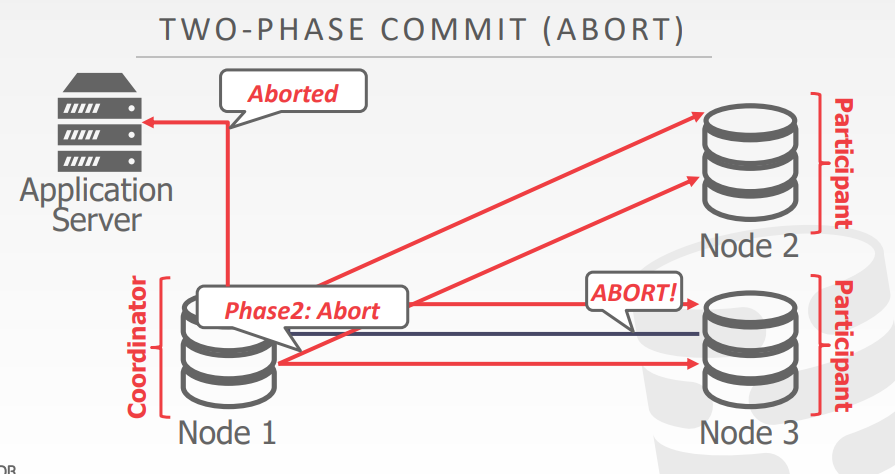 TWO-PHASE COMMIT (ABORT)
Aborted
Application
Server
Participant
Node 2
Coordinator
Phase2: Abort
ABORT!
Participant
Node 1
Node 3